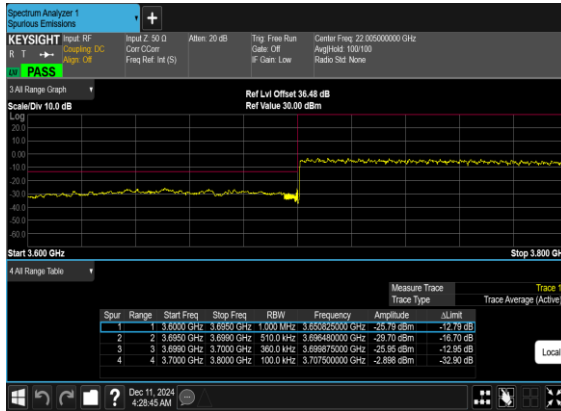 Spectrum Analyzer 1
Spurious Emissions
+
KEYSIGHT Input: RF Input Z: 50 Ω Atten: 20 dB Trig: Free Run Center Freq: 22.005000000 GHz
R T Coupling: DC Corr CCorr Gate: Off Avg|Hold: 100/100
Align: Off Freq Ref: Int (S) IF Gain: Low Radio Std: None
PASS
3 All Range Graph
Ref Lvl Offset 36.48 dB
Scale/Div 10.0 dB Ref Value 30.00 dBm
Log
20.0
10.0
0.00
-10.0
-20.0
-30.0
-40.0
-50.0
-60.0
Start 3.600 GHz Stop 3.800 GH
4 All Range Table
Measure Trace Trace 1
Trace Type Trace Average (Active)
Spur Range Start Freq Stop Freq RBW Frequency Amplitude ΔLimit
1 1 3.6000 GHz 3.6950 GHz 1.000 MHz 3.650825000 GHz -25.79 dBm -12.79 dB
2 2 3.6950 GHz 3.6990 GHz 510.0 kHz 3.696480000 GHz -29.70 dBm -16.70 dB
3 3 3.6990 GHz 3.7000 GHz 360.0 kHz 3.699875000 GHz -25.95 dBm -12.95 dB
4 4 3.7000 GHz 3.8000 GHz 100.0 kHz 3.707500000 GHz -2.898 dBm -32.90 dB
Local
? Dec 11, 2024
4:28:45 AM